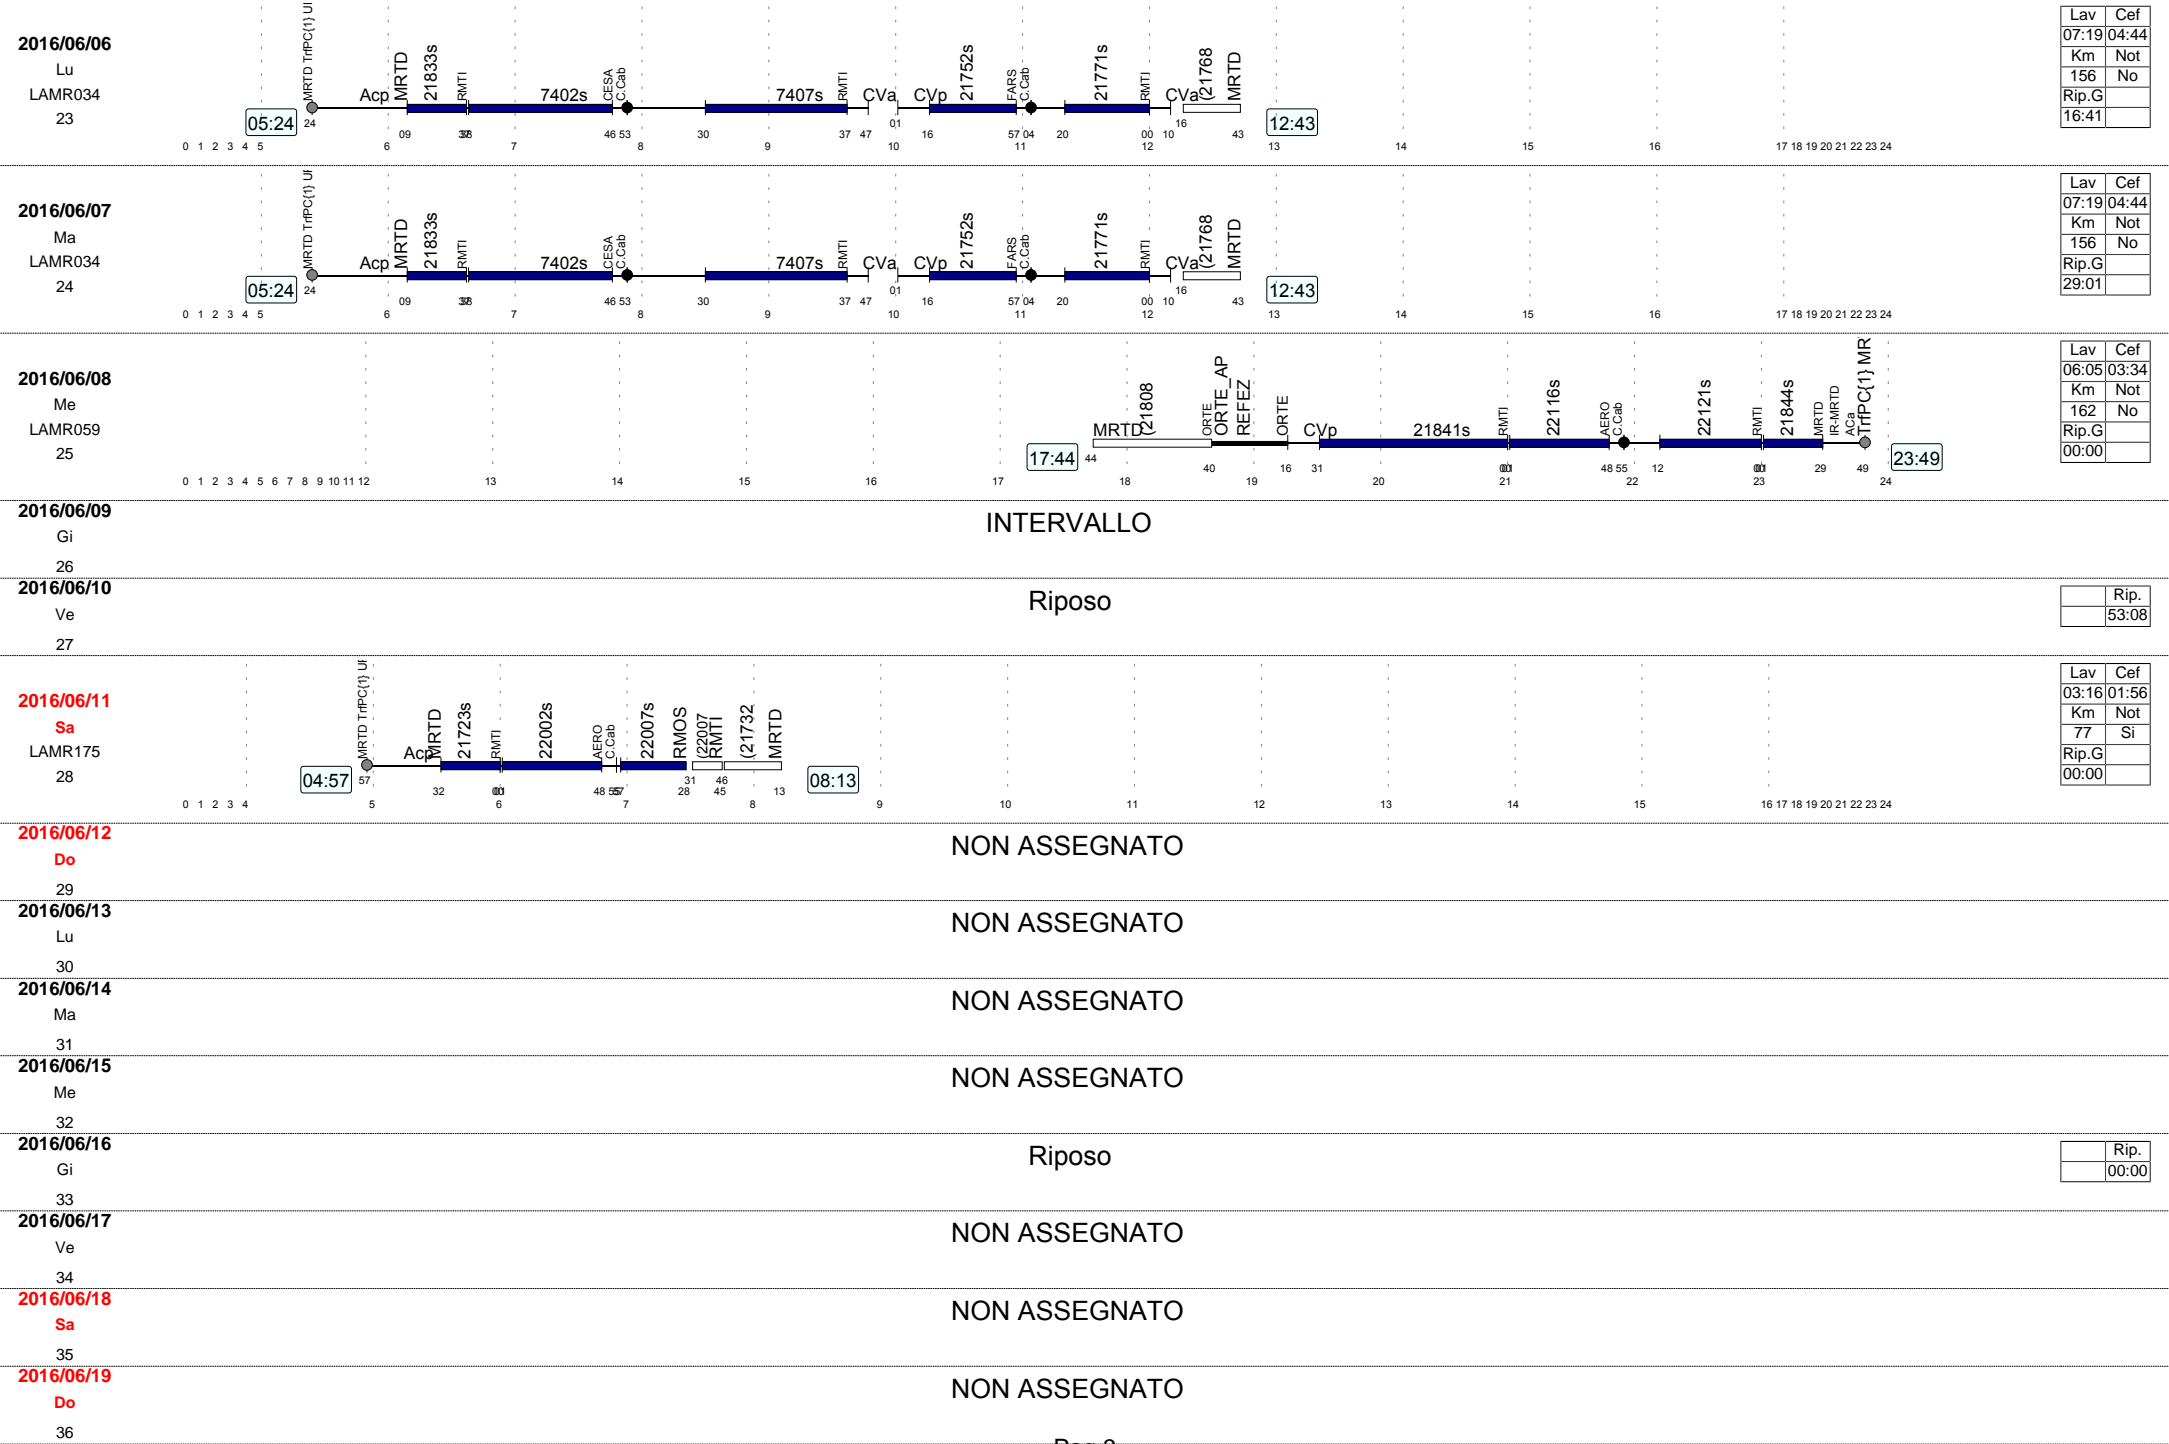 2016/06/06
Lu
LAMR034
23
05:24
MRTD TrfPC{1}
Acp
MRTD
21833s
RMTI
7402s
CESA
C.Cab
7407s
RMTI
CVa
CVp
21752s
FARS
C.Cab
21771s
RMTI
CVa
(21768
MRTD
12:43
24 09 37 38 46 53 30 37 47 01 16 57 04 20 00 10 16 43
0 1 2 3 4 5 6 7 8 9 10 11 12 13 14 15 16 17 18 19 20 21 22 23 24
Lav Cef
07:19 04:44
Km Not
156 No
Rip.G
16:41
2016/06/07
Ma
LAMR034
24
05:24
MRTD TrfPC{1}
Acp
MRTD
21833s
RMTI
7402s
CESA
C.Cab
7407s
RMTI
CVa
CVp
21752s
FARS
C.Cab
21771s
RMTI
CVa
(21768
MRTD
12:43
24 09 37 38 46 53 30 37 47 01 16 57 04 20 00 10 16 43
0 1 2 3 4 5 6 7 8 9 10 11 12 13 14 15 16 17 18 19 20 21 22 23 24
Lav Cef
07:19 04:44
Km Not
156 No
Rip.G
29:01
2016/06/08
Me
LAMR059
25
17:44
MRTD
(21808
ORTE
ORTE_AP
REFEZ
ORTE
CVp
21841s
RMTI
22116s
AERO
C.Cab
22121s
RMTI
21844s
MRTD
IR-MRTD
ACa
TrfPC{1} MR
23:49
44 40 16 31 00 01 48 55 12 00 01 29 49
0 1 2 3 4 5 6 7 8 9 10 11 12 13 14 15 16 17 18 19 20 21 22 23 24
Lav Cef
06:05 03:34
Km Not
162 No
Rip.G
00:00
2016/06/09
Gi
26
INTERVALLO
2016/06/10
Ve
27
Riposo
Rip.
53:08
2016/06/11
Sa
LAMR175
28
04:57
MRTD TrfPC{1}
Acp
MRTD
21723s
RMTI
22002s
AERO
C.Cab
22007s
RMOS
(22007
RMTI
(21732
MRTD
08:13
57 32 00 01 48 55 57 28 31 45 46 13
0 1 2 3 4 5 6 7 8 9 10 11 12 13 14 15 16 17 18 19 20 21 22 23 24
Lav Cef
03:16 01:56
Km Not
77 Si
Rip.G
00:00
2016/06/12
Do
29
NON ASSEGNATO
2016/06/13
Lu
30
NON ASSEGNATO
2016/06/14
Ma
31
NON ASSEGNATO
2016/06/15
Me
32
NON ASSEGNATO
2016/06/16
Gi
33
Riposo
Rip.
00:00
2016/06/17
Ve
34
NON ASSEGNATO
2016/06/18
Sa
35
NON ASSEGNATO
2016/06/19
Do
36
NON ASSEGNATO